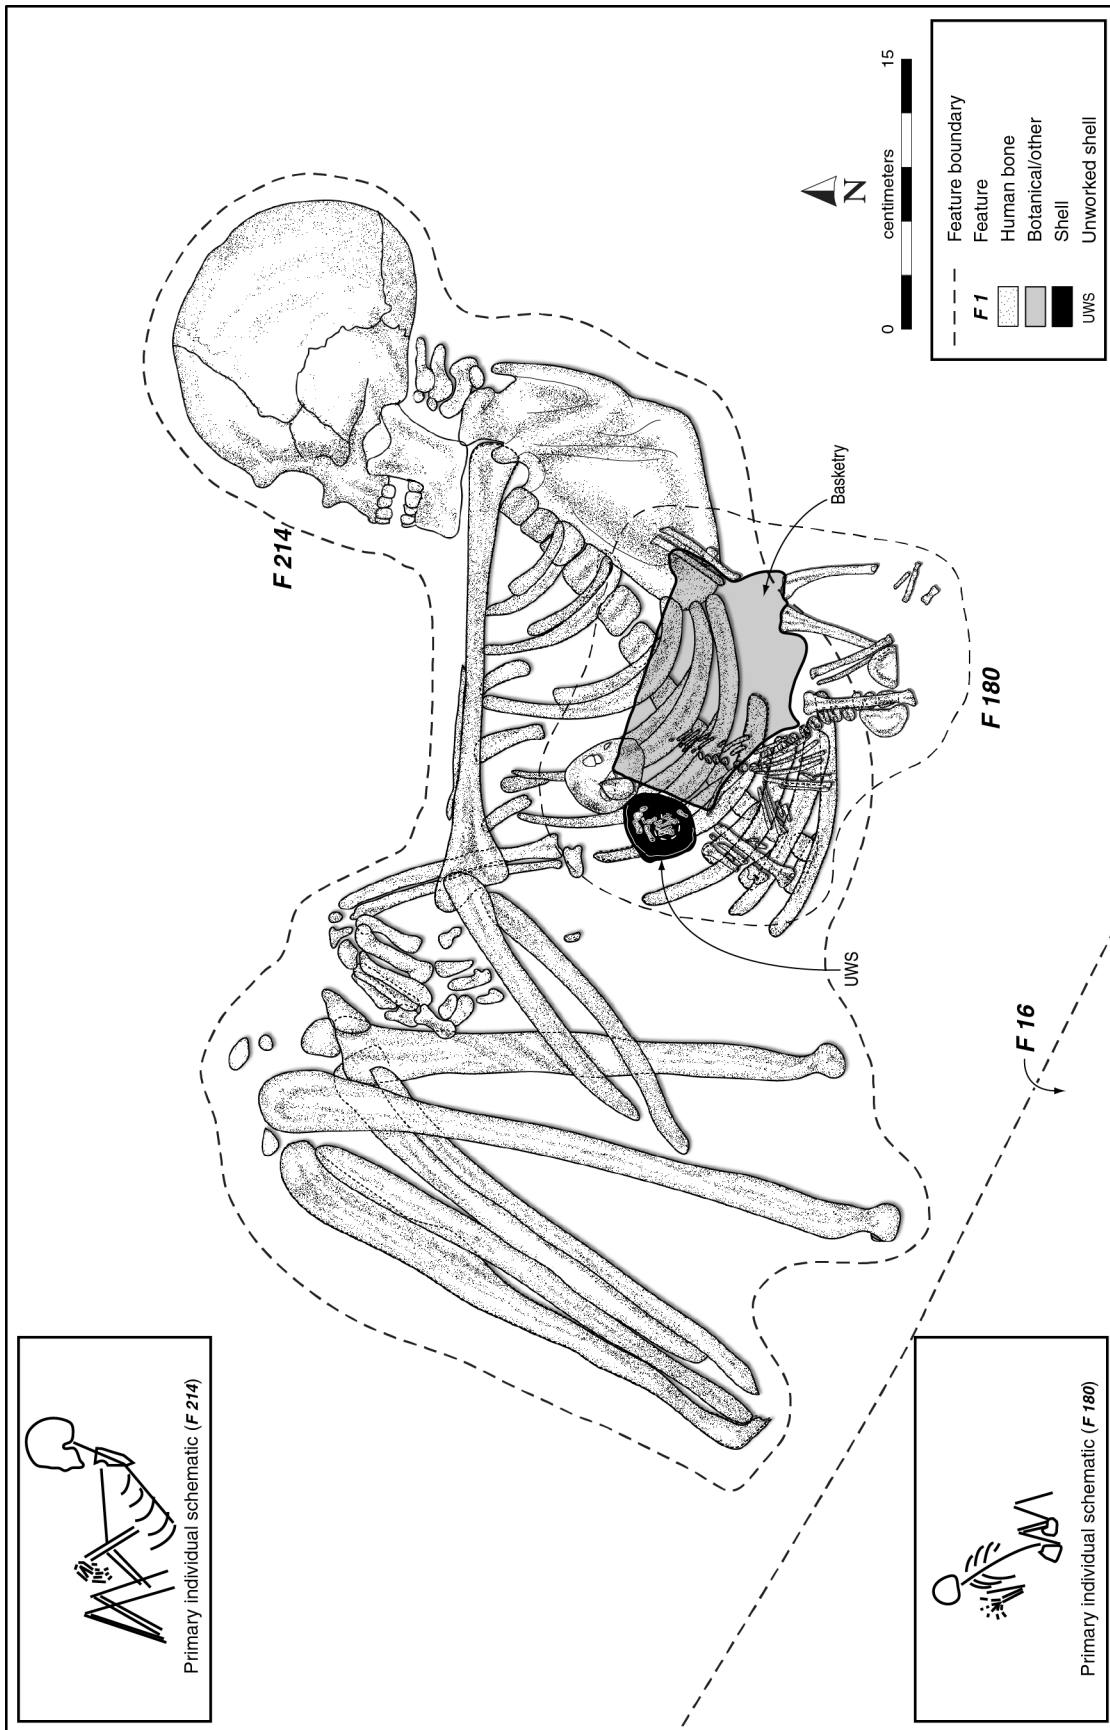 Primary individual schematic (F 214)
F 214
F 180
F 16
Basketry
UWS
N
0
centimeters
15
Feature boundary
F 1
Feature
Human bone
Botanical/other
Shell
UWS
Unworked shell
Primary individual schematic (F 180)